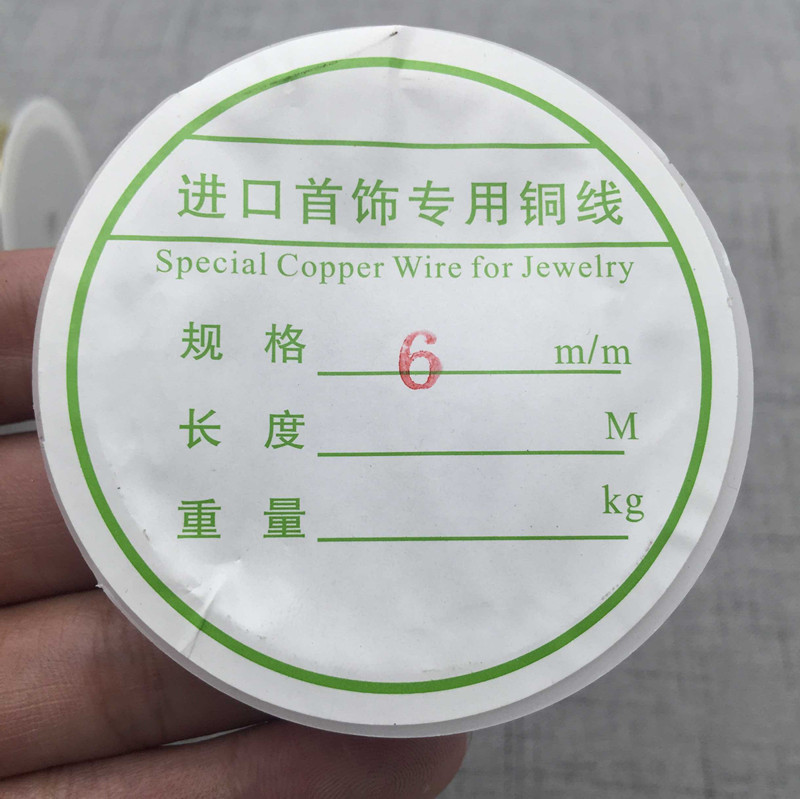 进口首饰专用铜线
Special Copper Wire for Jewelry
规 格 6 m/m
长 度 M
重 量 kg